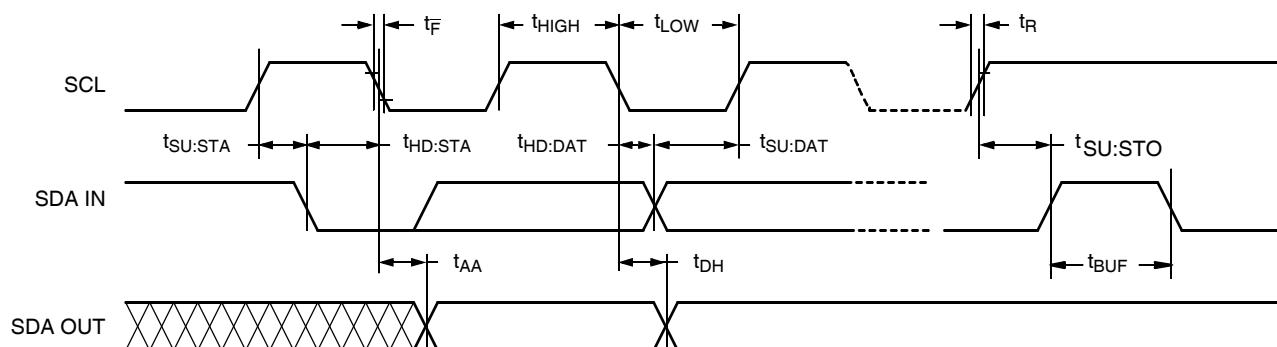 tF tHIGH tLOW tR
SCL
tSU:STA tHD:STA tHD:DAT tSU:DAT tSU:STO
SDA IN
tAA tDH tBUF
SDA OUT